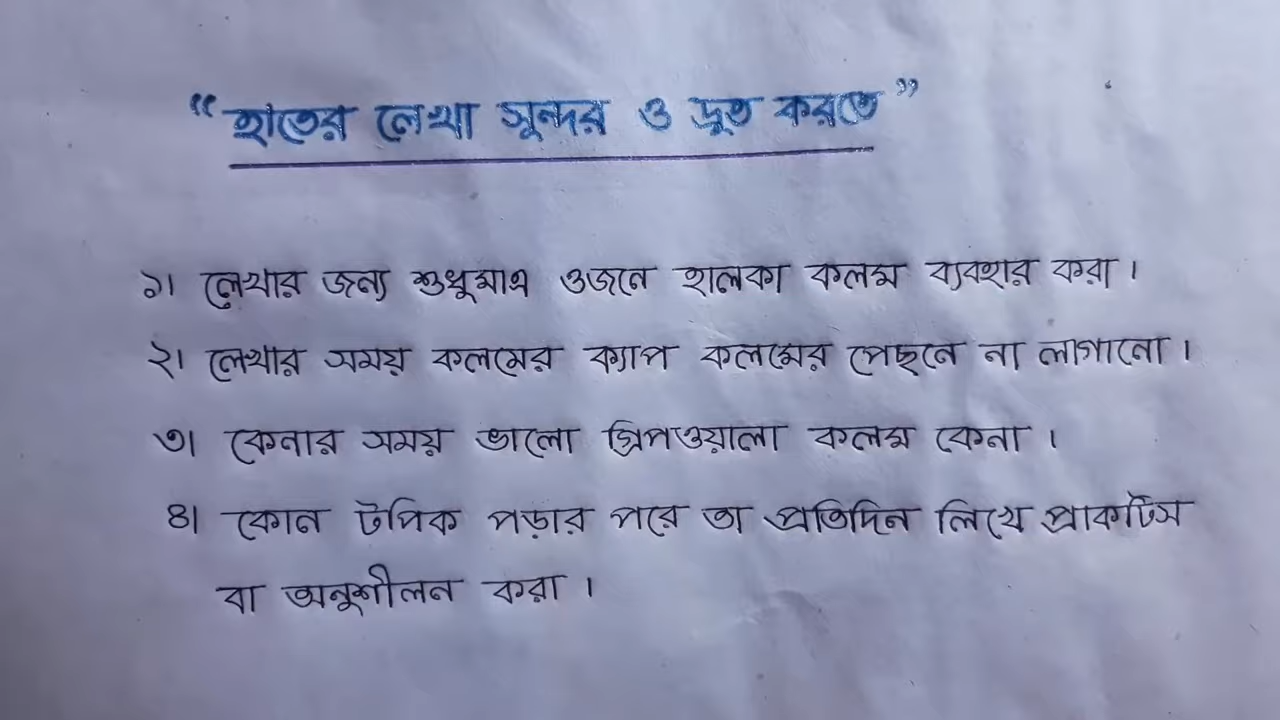 “হাতের লেখা সুন্দর ও দ্রুত করতে”
১। লেখার জন্য শুধুমাত্র ওজনে হালকা কলম ব্যবহার করা।
২। লেখার সময় কলমের ক্যাপ কলমের পেছনে না লাগানো।
৩। কেনার সময় ভালো গ্রিপওয়ালা কলম কেনা।
৪। কোন টপিক পড়ার পরে তা প্রতিদিন লিখে প্রাকটিস
বা অনুশীলন করা।